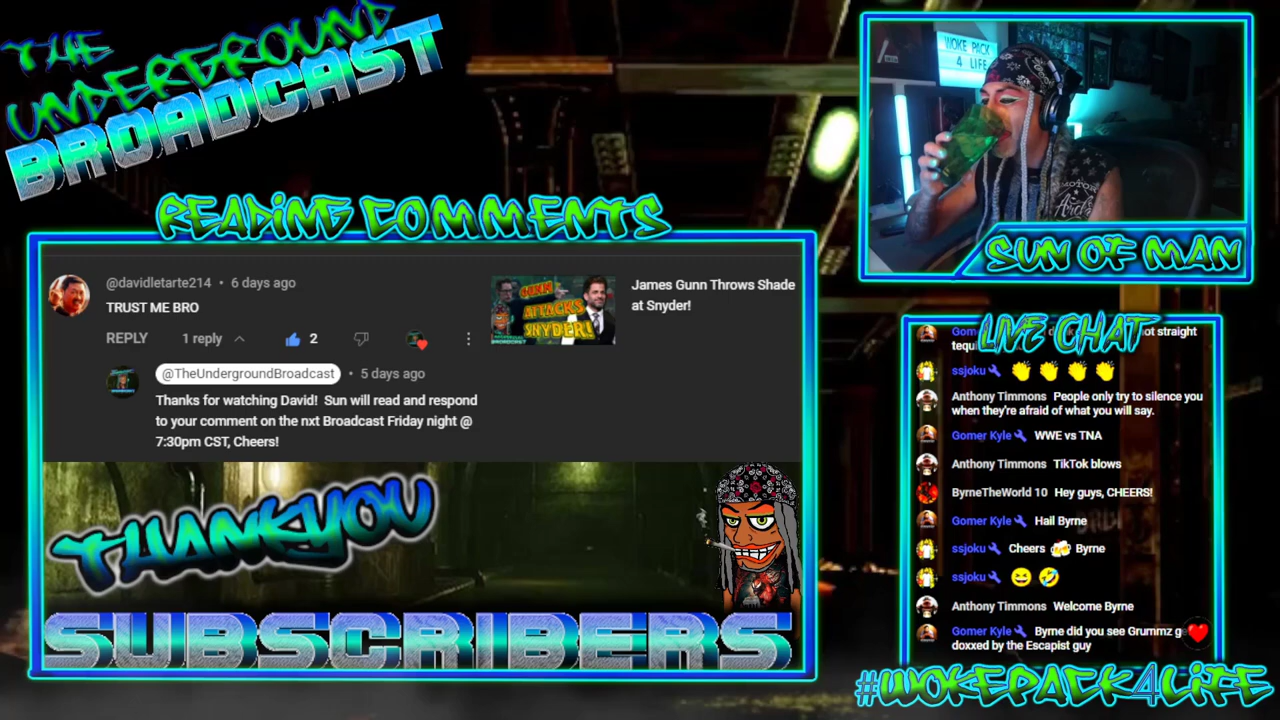 THE
UNDERGROUND
BROADCAST
READING COMMENTS
@davidletarte214 • 6 days ago
TRUST ME BRO
REPLY 1 reply 2
James Gunn Throws Shade
at Snyder!
GUNN
ATTACKS
SNYDER!
@TheUndergroundBroadcast • 5 days ago
Thanks for watching David! Sun will read and respond
to your comment on the nxt Broadcast Friday night @
7:30pm CST, Cheers!
THANKYOU
SUBSCRIBERS
WOKE PACK
4 LIFE
SUN OF MAN
LIVE CHAT
ot straight
tequ
ssjoku 👏 👏 👏 👏
Anthony Timmons People only try to silence you
when they're afraid of what you will say.
Gomer Kyle WWE vs TNA
Anthony Timmons TikTok blows
ByrneTheWorld 10 Hey guys, CHEERS!
Gomer Kyle Hail Byrne
ssjoku Cheers 🍻 Byrne
ssjoku 😆 🤣
Anthony Timmons Welcome Byrne
Gomer Kyle Byrne did you see Grummz g
doxxed by the Escapist guy
#WOKEPACK4LIFE